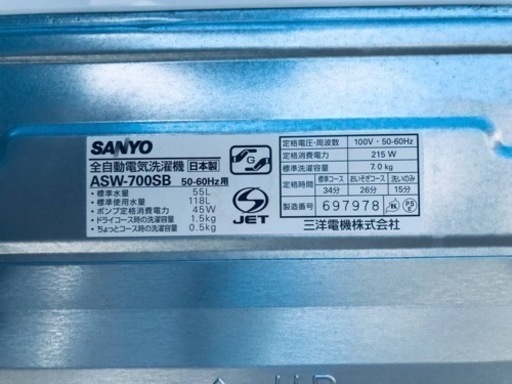 SANYO
全自動電気洗濯機 日本製
ASW-700SB 50-60Hz用
・標準水量 55L
・標準使用水量 118L
・ポンプ定格消費電力 45W
・ドライコース時の洗濯容量 1.5kg
・ちょっとコース時の洗濯容量 0.5kg
G
S
JET
定格電圧・周波数 100V・50-60Hz
定格消費電力 215W
標準洗濯容量 7.0kg
定格時間 標準コース おいそぎコース 洗いのみ
34分 26分 15分
製造番号 697978
PS
E
三洋電機株式会社